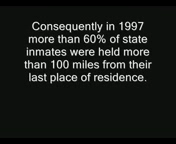 Consequently in 1997
more than 60% of state
inmates were held more
than 100 miles from their
last place of residence.